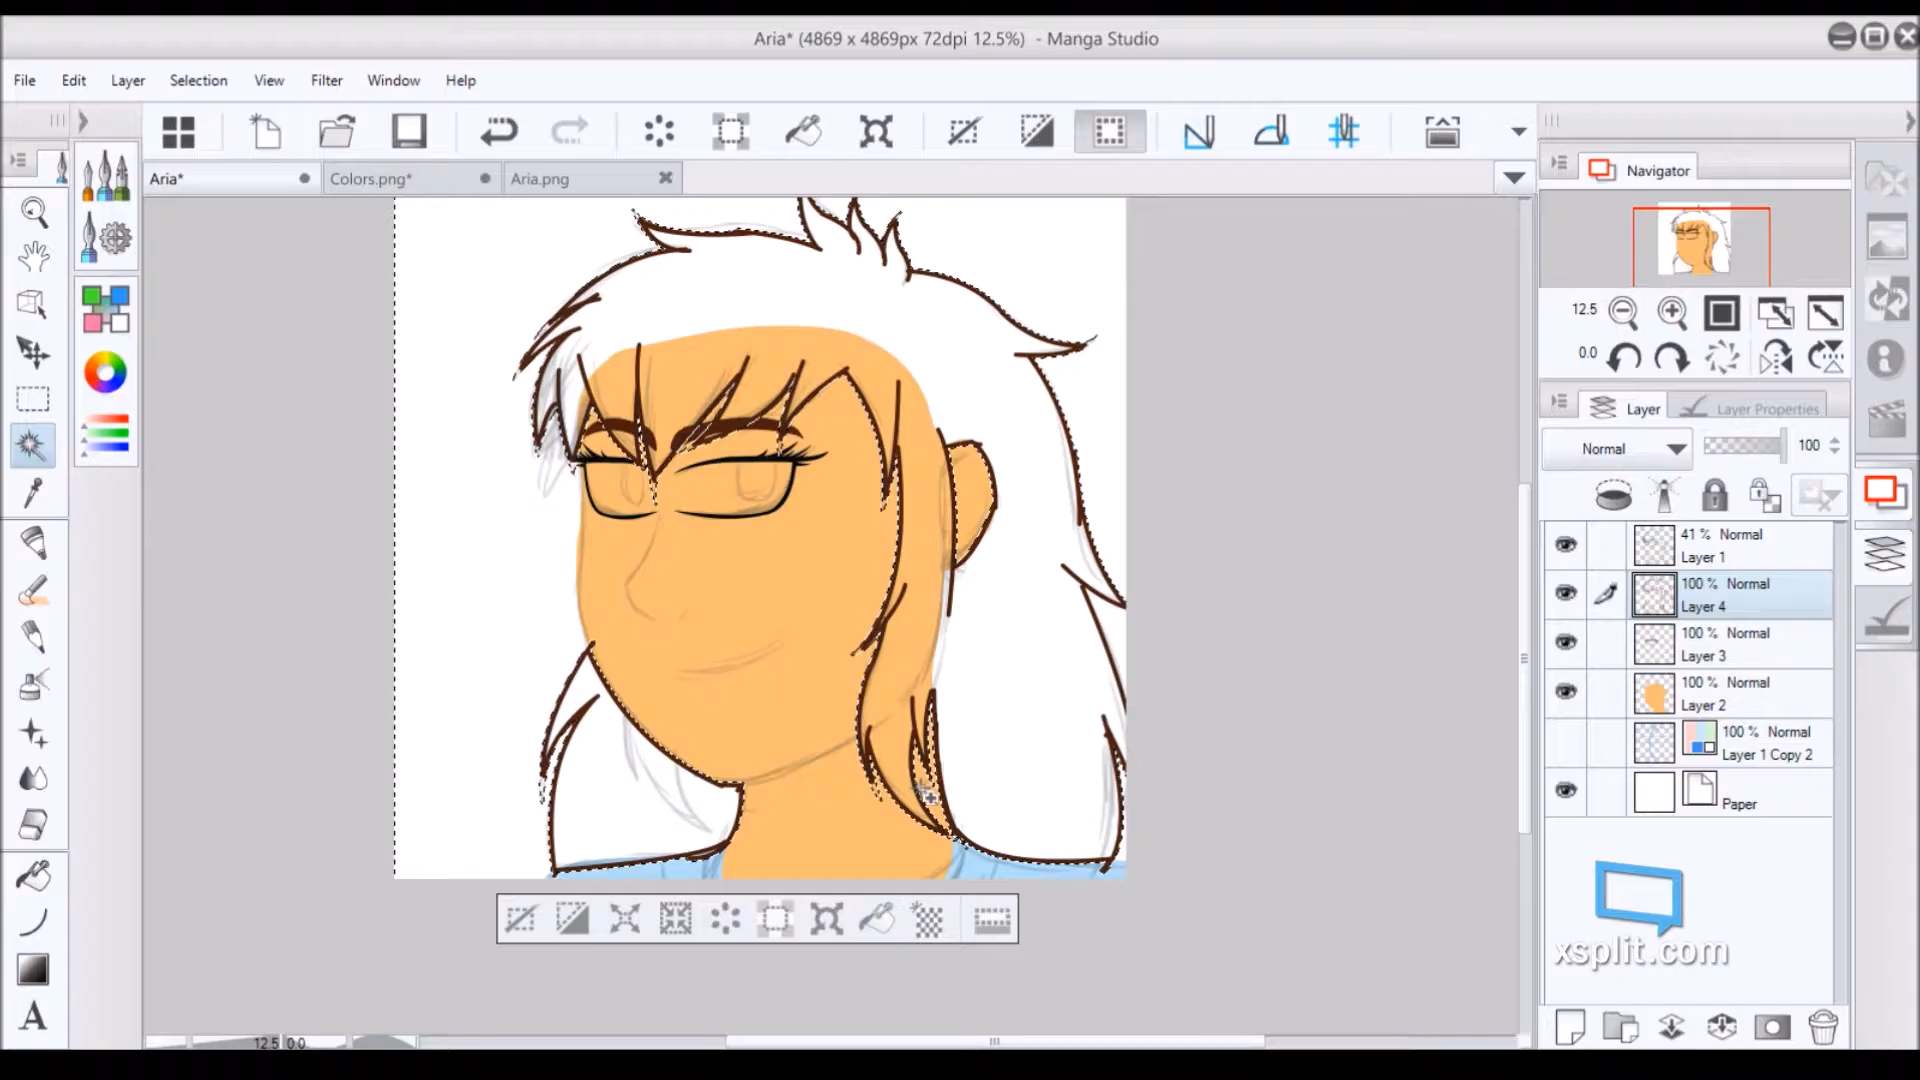 Aria* (4869 x 4869px 72dpi 12.5%) - Manga Studio
File Edit Layer Selection View Filter Window Help
Aria* Colors.png* Aria.png
Navigator
12.5
0.0
Layer Layer Properties
Normal 100
41 % Normal
Layer 1
100 % Normal
Layer 4
100 % Normal
Layer 3
100 % Normal
Layer 2
100 % Normal
Layer 1 Copy 2
Paper
xsplit.com
A
12.5 0.0